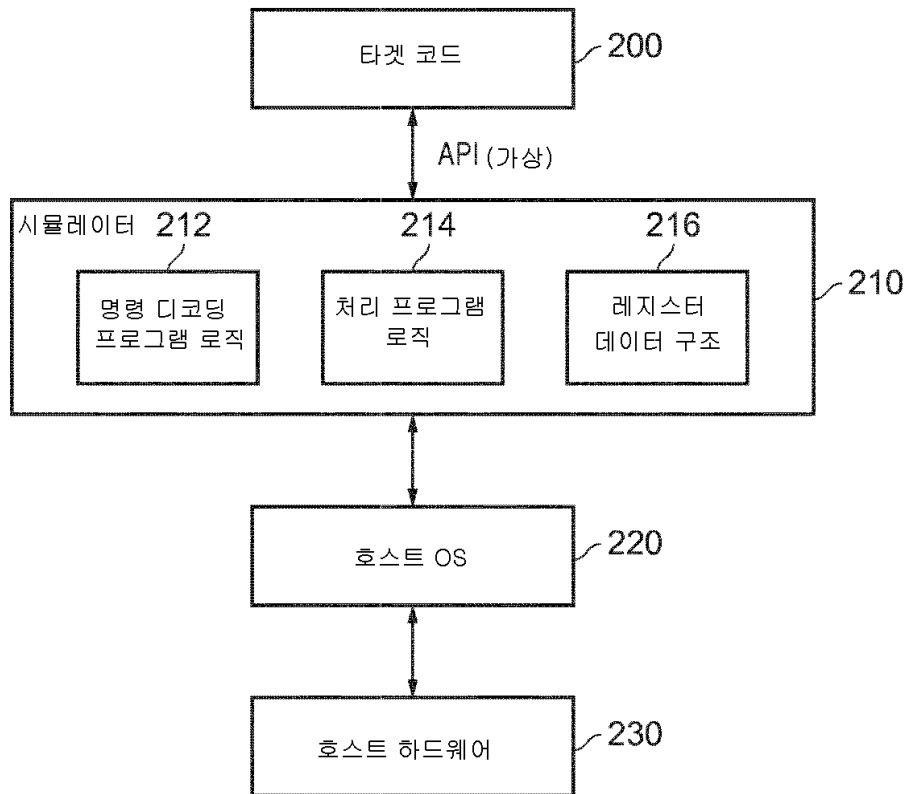 타겟 코드
200
API (가상)
시뮬레이터
212
214
216
210
명령 디코딩
프로그램 로직
처리 프로그램
로직
레지스터
데이터 구조
호스트 OS
220
호스트 하드웨어
230